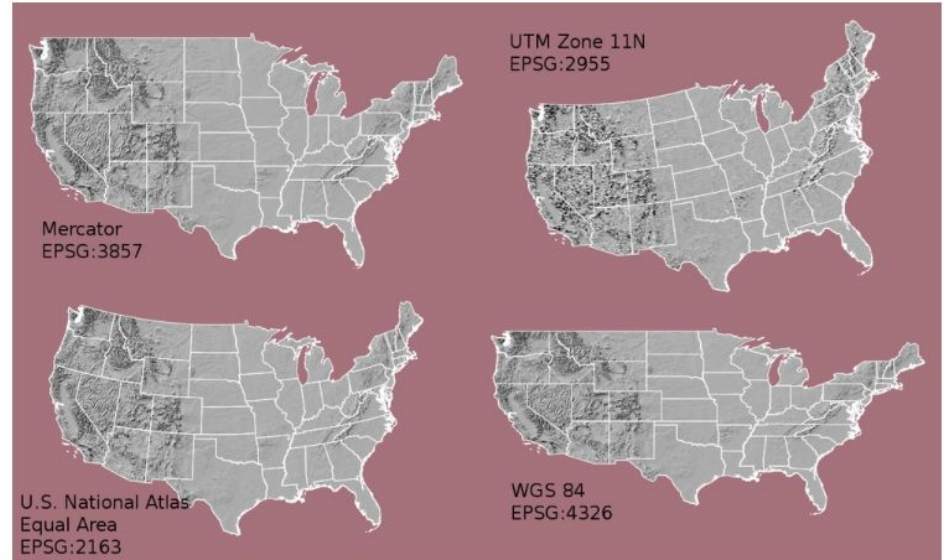 Mercator
EPSG:3857
UTM Zone 11N
EPSG:2955
U.S. National Atlas
Equal Area
EPSG:2163
WGS 84
EPSG:4326